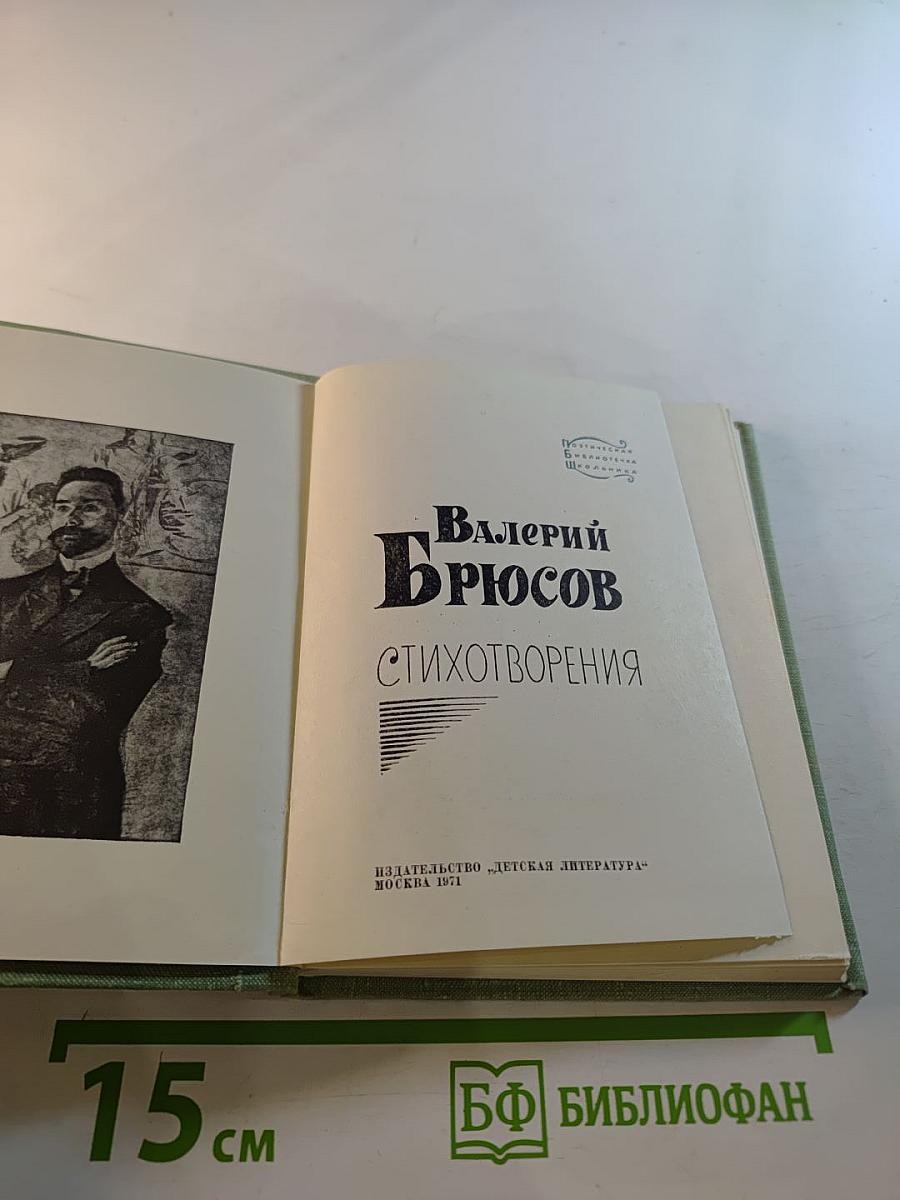 Поэтическая
Библиотечка
Школьника
Валерий
Брюсов
Стихотворения
ИЗДАТЕЛЬСТВО „ДЕТСКАЯ ЛИТЕРАТУРА“
МОСКВА 1971
15 см
БФ БИБЛИОФАН